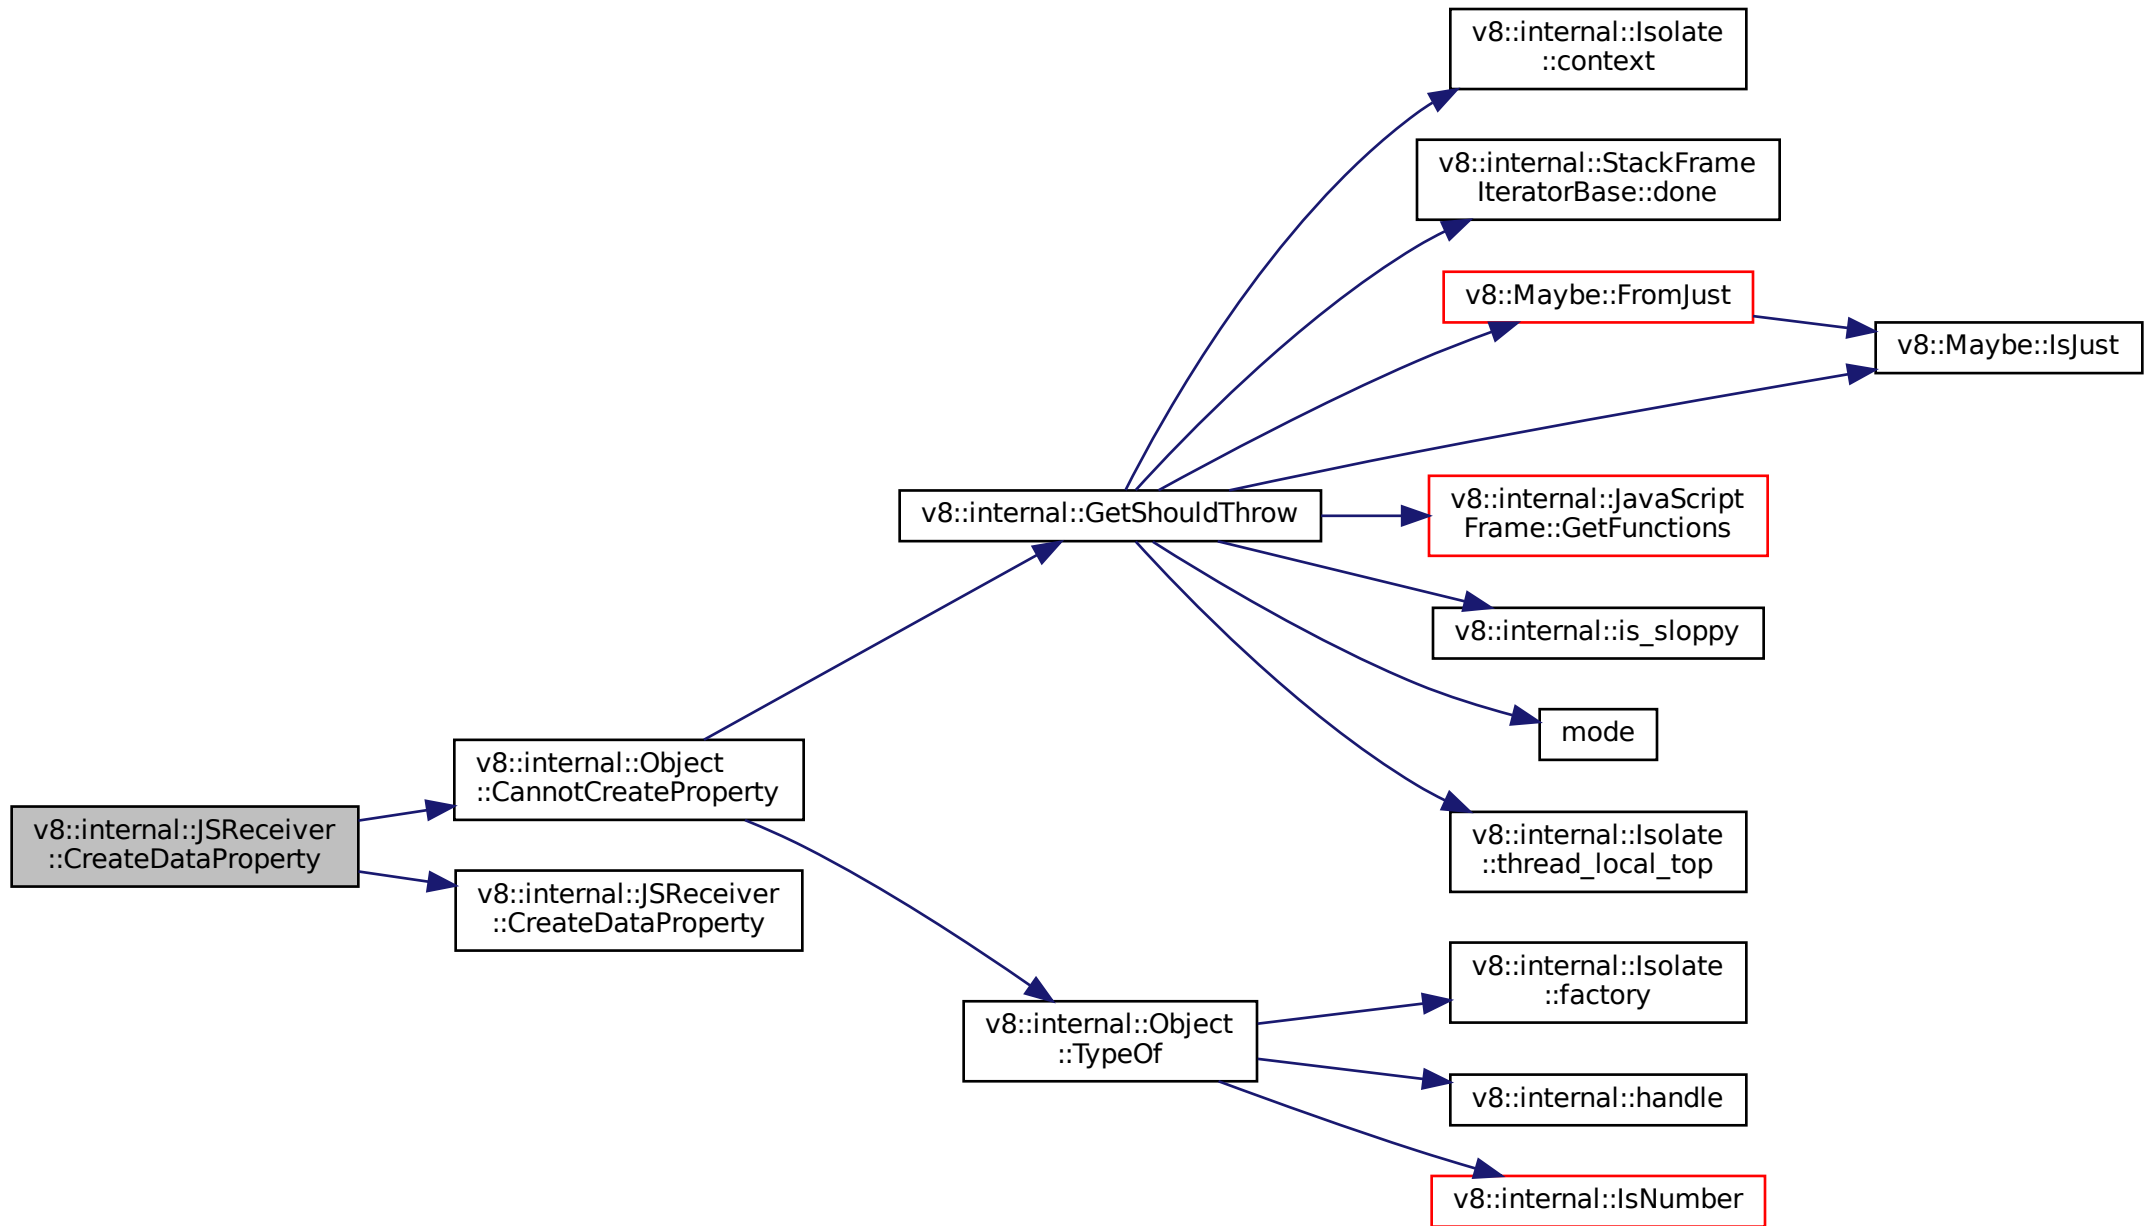 v8::internal::Isolate
::context
v8::internal::StackFrame
IteratorBase::done
v8::Maybe::FromJust
v8::Maybe::IsJust
v8::internal::GetShouldThrow
v8::internal::JavaScript
Frame::GetFunctions
v8::internal::is_sloppy
mode
v8::internal::Object
::CannotCreateProperty
v8::internal::JSReceiver
::CreateDataProperty
v8::internal::Isolate
::thread_local_top
v8::internal::JSReceiver
::CreateDataProperty
v8::internal::Isolate
::factory
v8::internal::Object
::TypeOf
v8::internal::handle
v8::internal::IsNumber